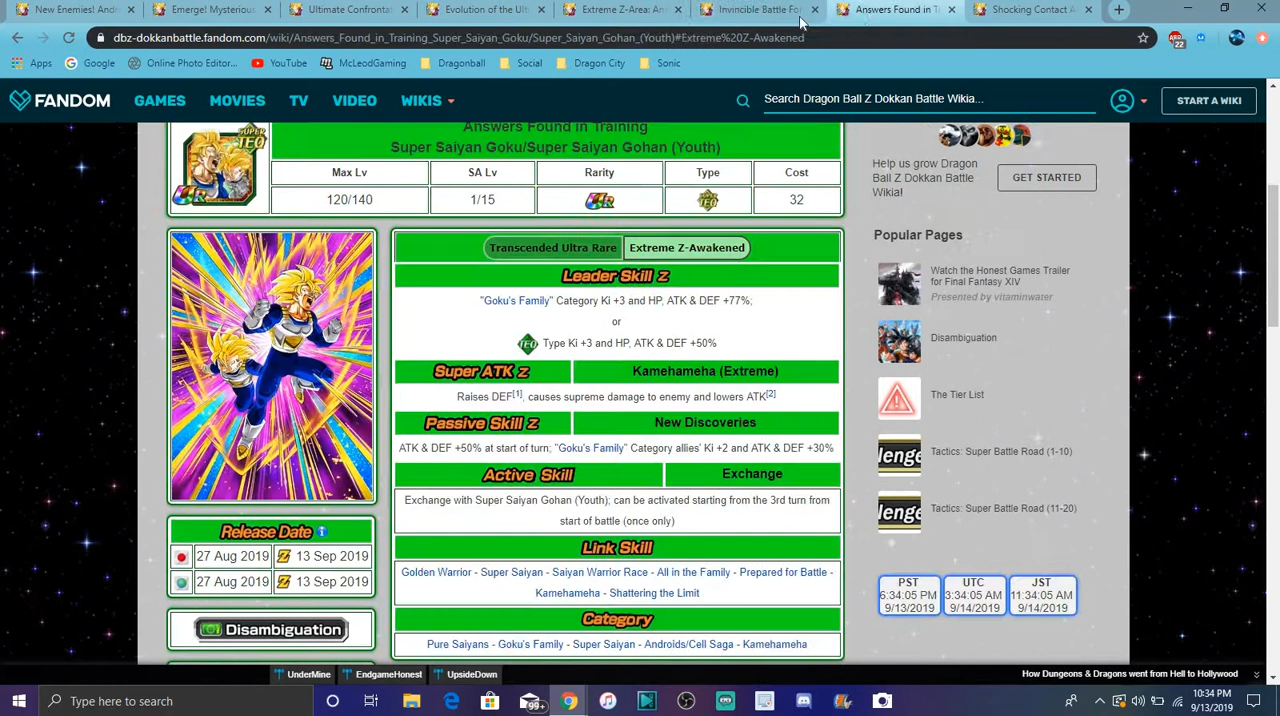 New Enemies! Andr
Emerge! Mysterious
Ultimate Confronta
Evolution of the Ul
Extreme Z-Area: An
Invincible Battle For
Answers Found in T
Shocking Contact A
dbz-dokkanbattle.fandom.com/wiki/Answers_Found_in_Training_Super_Saiyan_Goku/Super_Saiyan_Gohan_(Youth)#Extreme%20Z-Awakened
22
Apps Google Online Photo Editor... YouTube McLeodGaming Dragonball Social Dragon City Sonic
FANDOM GAMES MOVIES TV VIDEO WIKIS Search Dragon Ball Z Dokkan Battle Wikia... START A WIKI
Answers Found in Training
Super Saiyan Goku/Super Saiyan Gohan (Youth)
SUPER TEQ
UR
Max Lv SA Lv Rarity Type Cost
120/140 1/15 UR SUPER TEQ 32
Transcended Ultra Rare Extreme Z-Awakened
Leader Skill Z
"Goku's Family" Category Ki +3 and HP, ATK & DEF +77%;
or
TEQ Type Ki +3 and HP, ATK & DEF +50%
Super ATK Z Kamehameha (Extreme)
Raises DEF[1], causes supreme damage to enemy and lowers ATK[2]
Passive Skill Z New Discoveries
ATK & DEF +50% at start of turn; "Goku's Family" Category allies' Ki +2 and ATK & DEF +30%
Active Skill Exchange
Exchange with Super Saiyan Gohan (Youth); can be activated starting from the 3rd turn from
start of battle (once only)
Link Skill
Golden Warrior - Super Saiyan - Saiyan Warrior Race - All in the Family - Prepared for Battle -
Kamehameha - Shattering the Limit
Category
Pure Saiyans - Goku's Family - Super Saiyan - Androids/Cell Saga - Kamehameha
Release Date
27 Aug 2019 Z 13 Sep 2019
27 Aug 2019 Z 13 Sep 2019
Disambiguation
Help us grow Dragon
Ball Z Dokkan Battle
Wikia!
GET STARTED
Popular Pages
Watch the Honest Games Trailer
for Final Fantasy XIV
Presented by vitaminwater
Disambiguation
The Tier List
llenge
Tactics: Super Battle Road (1-10)
llenge
Tactics: Super Battle Road (11-20)
PST UTC JST
6:34:05 PM 3:34:05 AM 11:34:05 AM
9/13/2019 9/14/2019 9/14/2019
UnderMine EndgameHonest UpsideDown
How Dungeons & Dragons went from Hell to Hollywood
Type here to search
99+
10:34 PM
9/13/2019